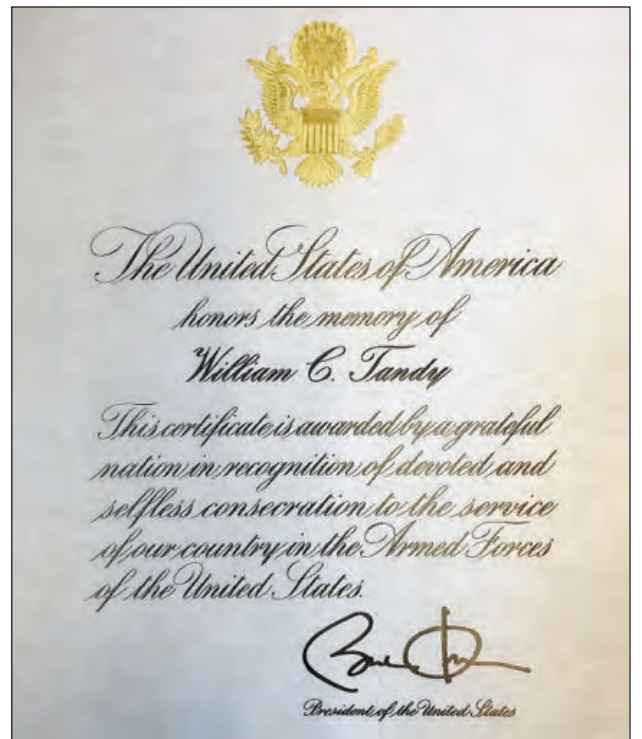 The United States of America
honors the memory of
William C. Tandy
This certificate is awarded by a grateful
nation in recognition of devoted and
selfless consecration to the service
of our country in the Armed Forces
of the United States.
President of the United States